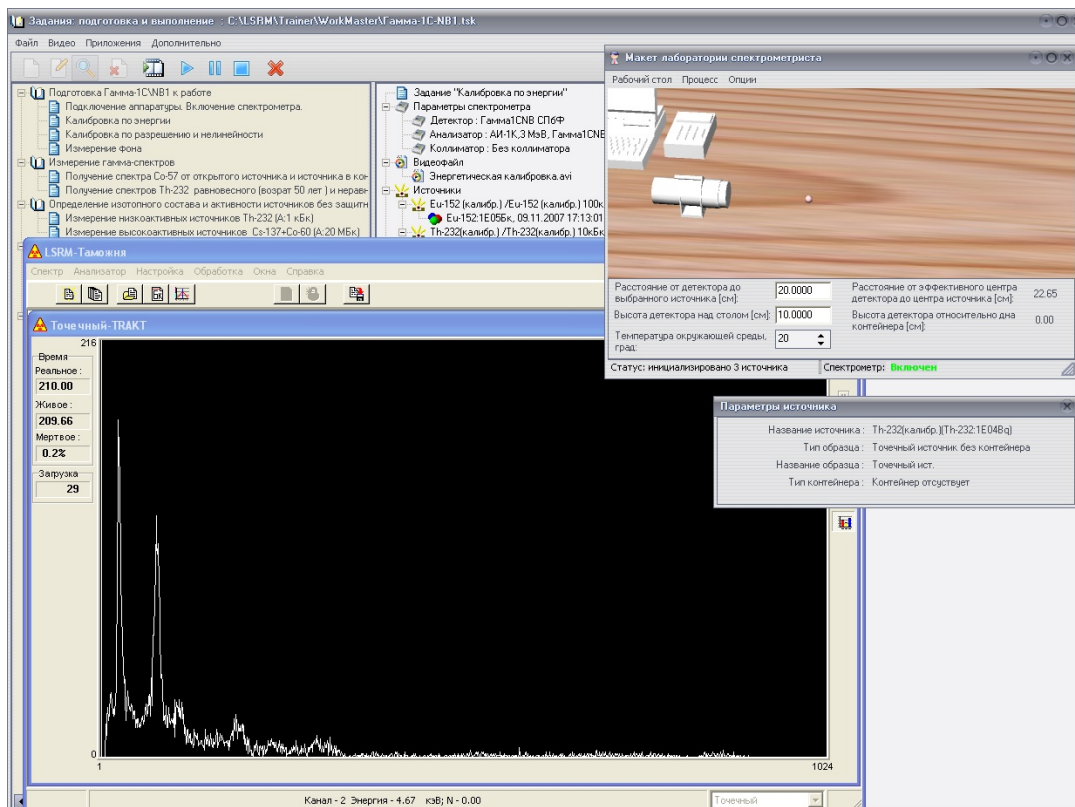 Задания: подготовка и выполнение : C:\LSRM\Trainer\WorkMaster\Гамма-1С-NB1.tsk
Файл Видео Приложения Дополнительно
Подготовка Гамма-1С\NB1 к работе
Подключение аппаратуры. Включение спектрометра.
Калибровка по энергии
Калибровка по разрешению и нелинейности
Измерение фона
Измерение гамма-спектров
Получение спектра Co-57 от открытого источника и источника в кон
Получение спектров Th-232 равновесного (возрат 50 лет) и нерав
Определение изотопного состава и активности источников без защитн
Измерение низкоактивных источников Th-232 (А:1 кБк)
Измерение высокоактивных источников Cs-137+Co-60 (А:20 МБк)
Задание "Калибровка по энергии"
Параметры спектрометра
Детектор : Гамма1CNB СПбФ
Анализатор : АИ-1К,3 МэВ, Гамма1CNB
Коллиматор : Без коллиматора
Видеофайл
Энергетическая калибровка.avi
Источники
Eu-152 (калибр.) /Eu-152 (калибр.) 100к
Eu-152:1E05Бк, 09.11.2007 17:13:01
Th-232(калибр.) /Th-232(калибр.) 10кБк
Макет лаборатории спектрометриста
Рабочий стол Процесс Опции
Расстояние от детектора до выбранного источника [см]: 20.0000
Расстояние от эффективного центра детектора до центра источника [см]: 22.65
Высота детектора над столом [см]: 10.0000
Высота детектора относительно дна контейнера [см]: 0.00
Температура окружающей среды, град: 20
Статус: инициализировано 3 источника Спектрометр: Включен
LSRM-Таможня
Спектр Анализатор Настройка Обработка Окна Справка
Точечный-TRAKT
Время
Реальное :
210.00
Живое :
209.66
Мертвое :
0.2%
Загрузка
29
216
0
1
1024
Канал - 2 Энергия - 4.67 кэВ; N - 0.00
Точечный
Параметры источника
Название источника : Th-232(калибр.)(Th-232:1E04Bq)
Тип образца : Точечный источник без контейнера
Название образца : Точечный ист.
Тип контейнера : Контейнер отсуствует